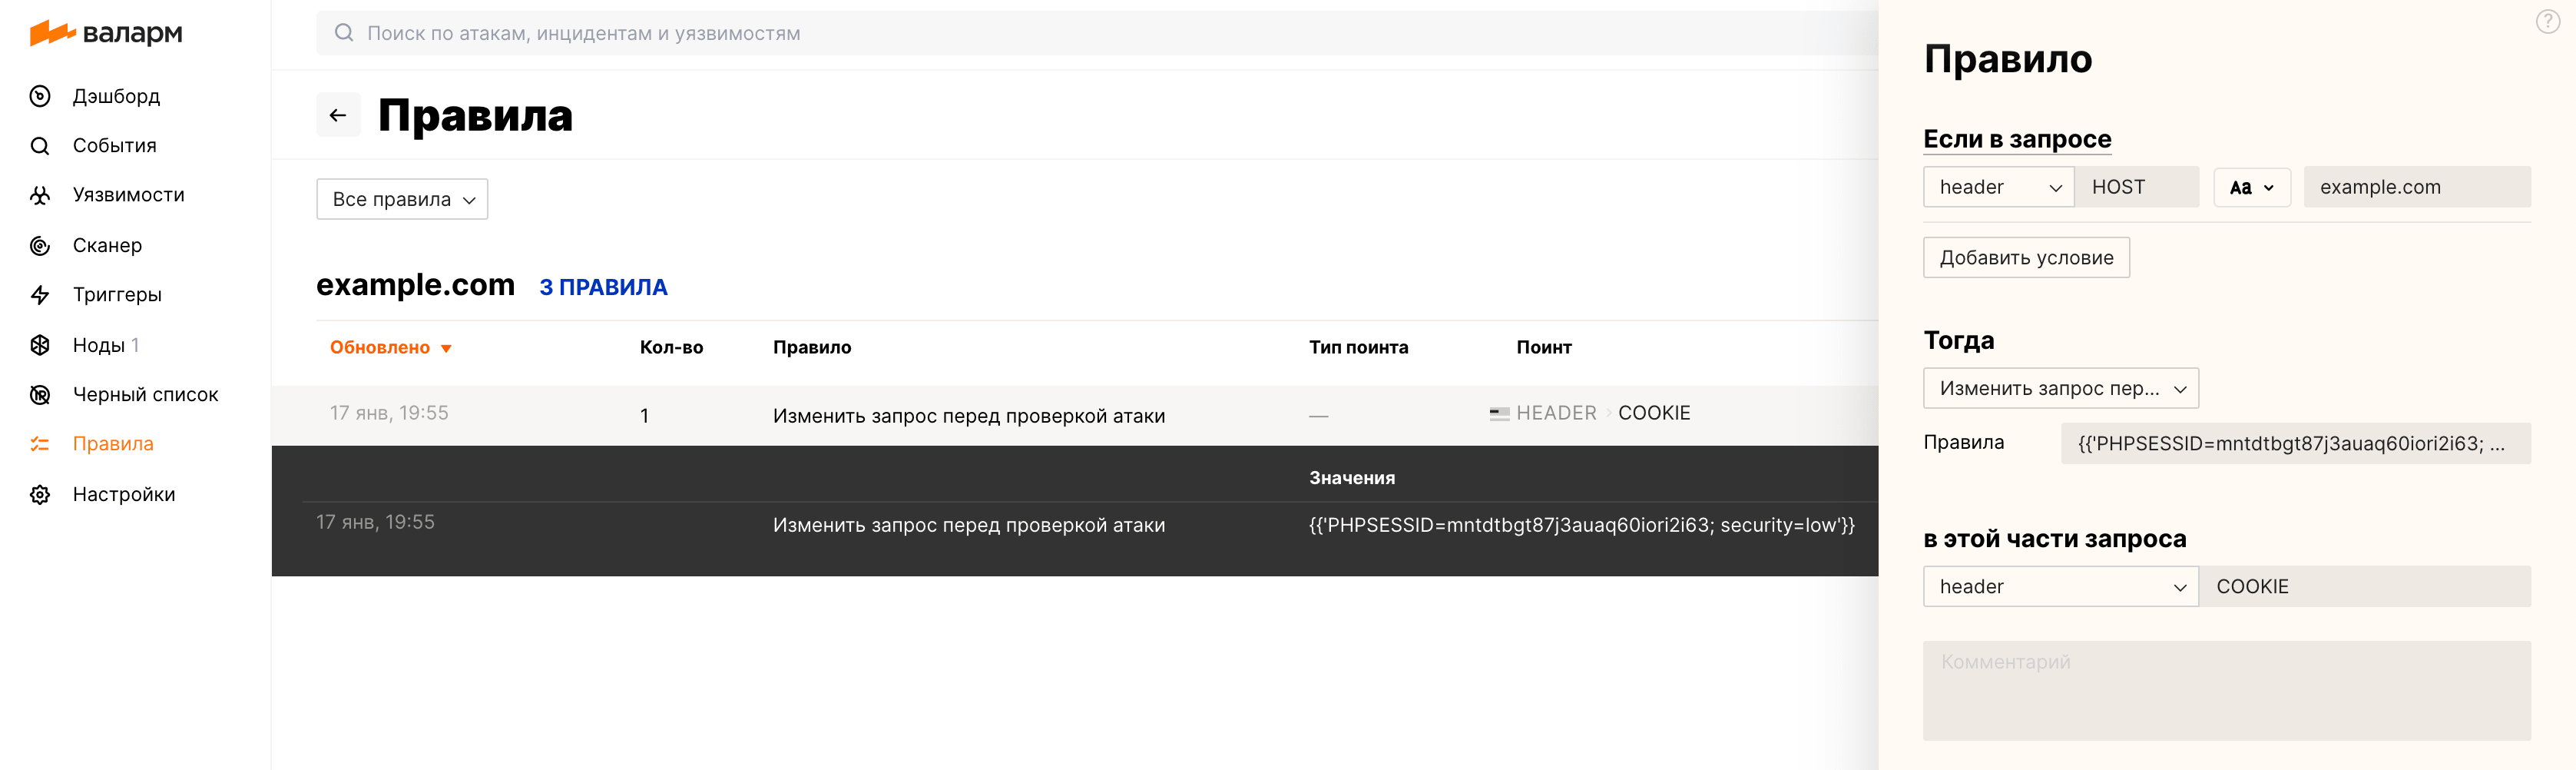 валарм
Дэшборд
События
Уязвимости
Сканер
Триггеры
Ноды 1
Черный список
Правила
Настройки
Поиск по атакам, инцидентам и уязвимостям
Правила
Все правила
example.com 3 ПРАВИЛА
Обновлено Кол-во Правило Тип поинта Поинт
17 янв, 19:55 1 Изменить запрос перед проверкой атаки — HEADER COOKIE
Значения
17 янв, 19:55 Изменить запрос перед проверкой атаки {{'PHPSESSID=mntdtbgt87j3auaq60iori2i63; security=low'}}
?
Правило
Если в запросе
header HOST Aa example.com
Добавить условие
Тогда
Изменить запрос пер...
Правила {{'PHPSESSID=mntdtbgt87j3auaq60iori2i63; ...
в этой части запроса
header COOKIE
Комментарий